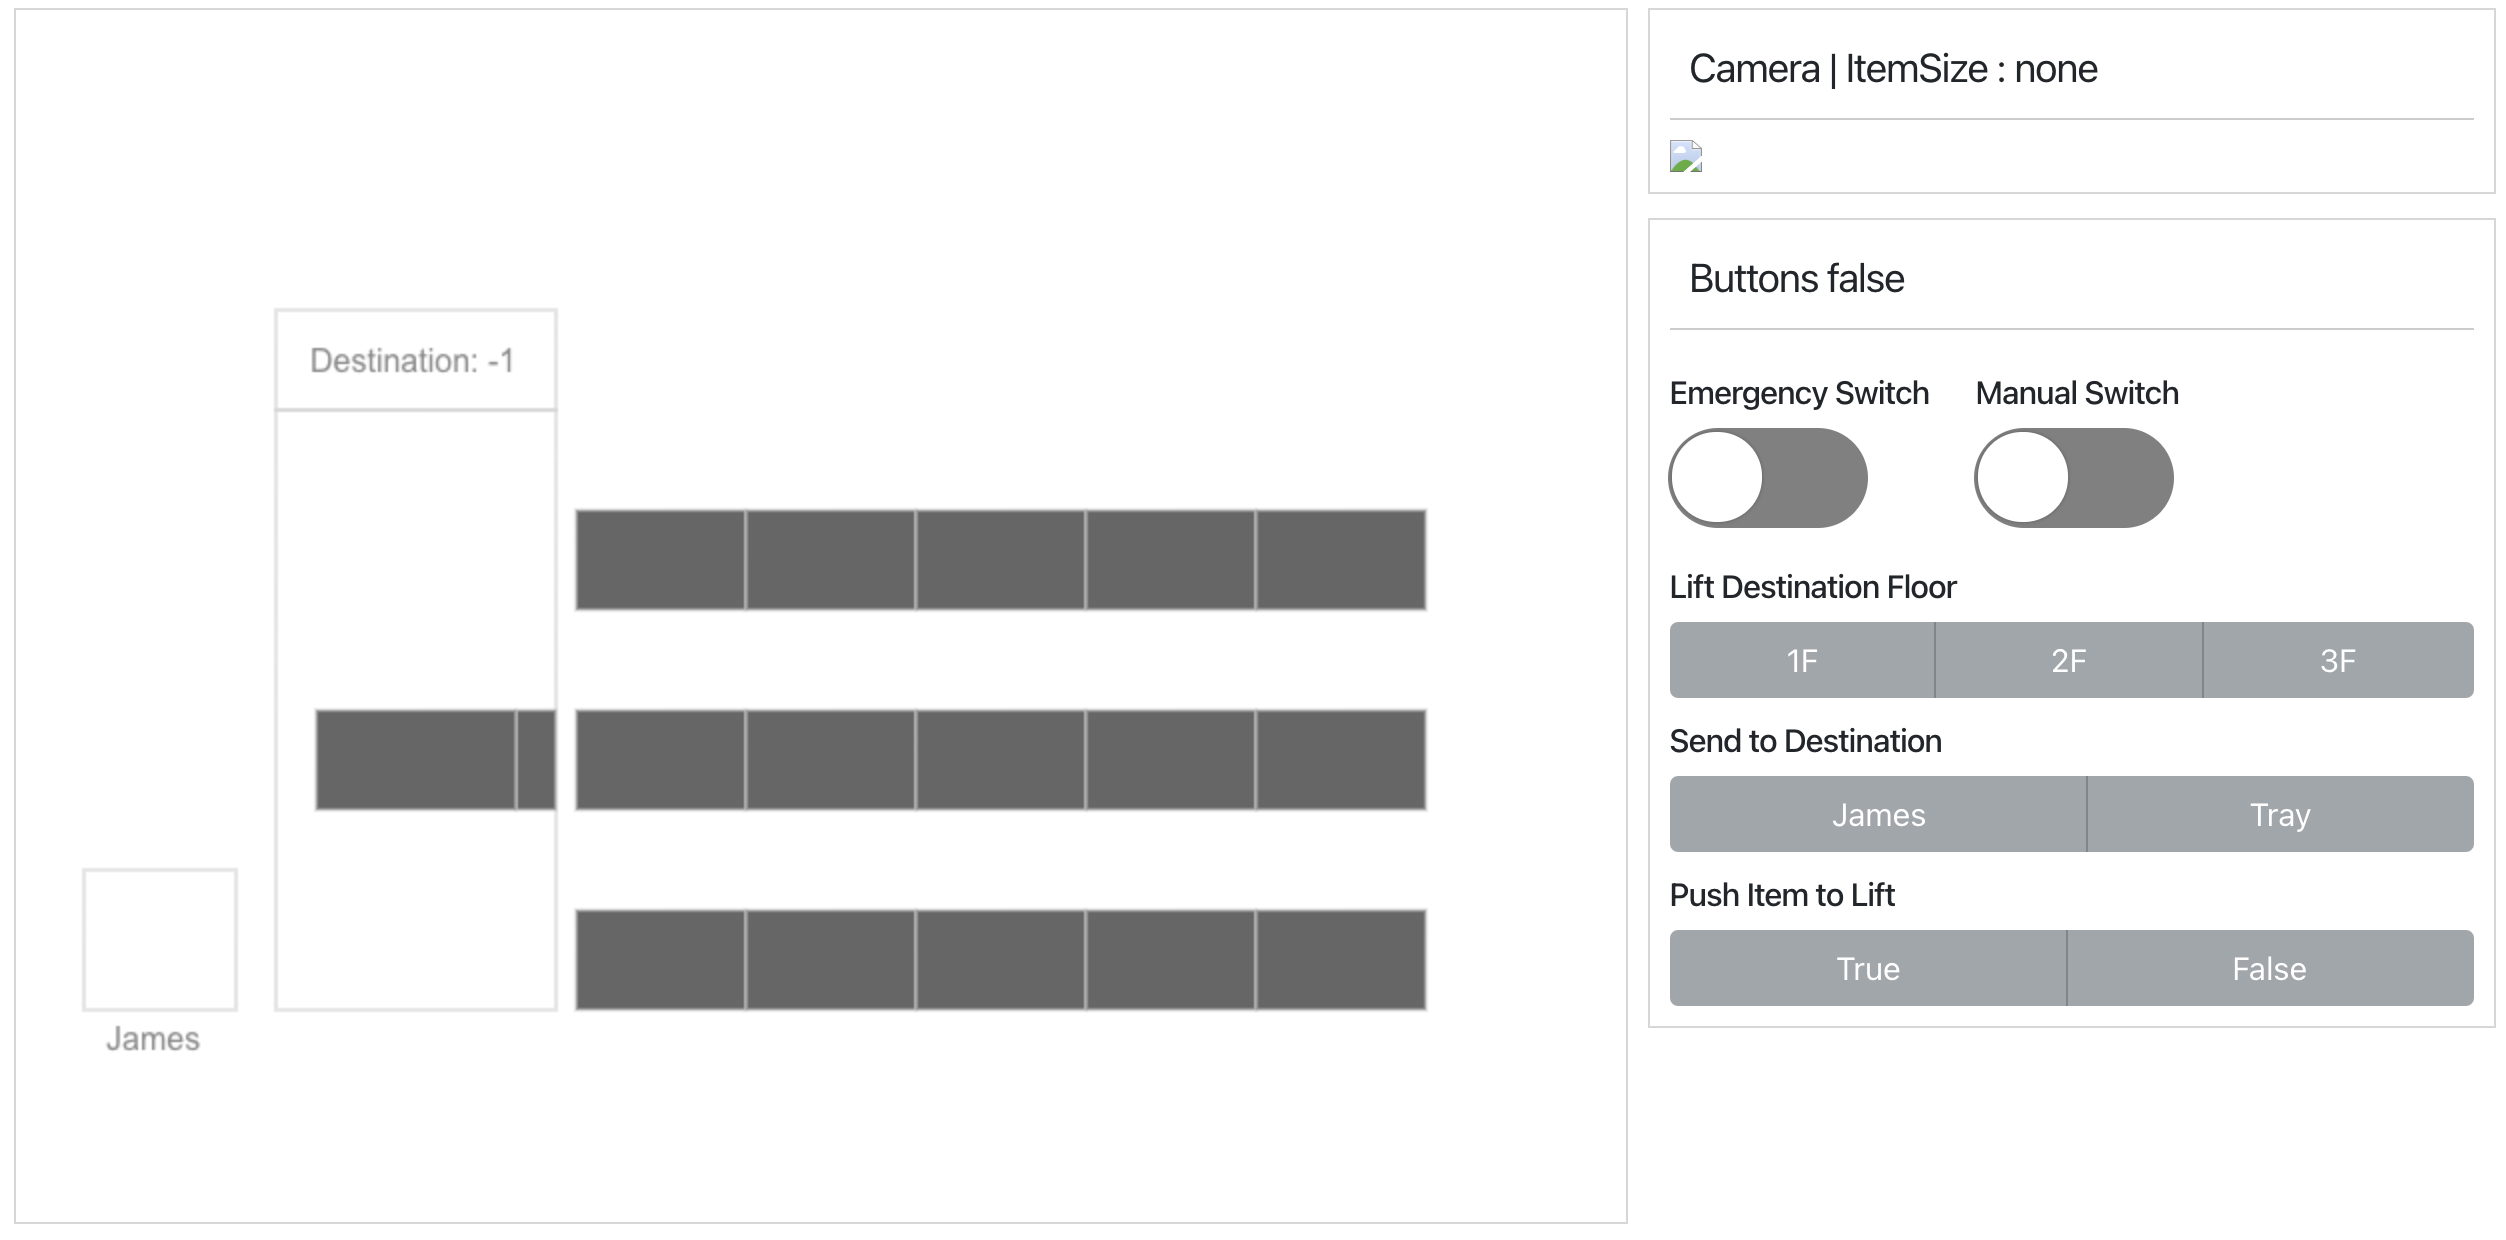 Destination: -1
James
Camera | ItemSize : none
Buttons false
Emergency Switch
Manual Switch
Lift Destination Floor
1F
2F
3F
Send to Destination
James
Tray
Push Item to Lift
True
False